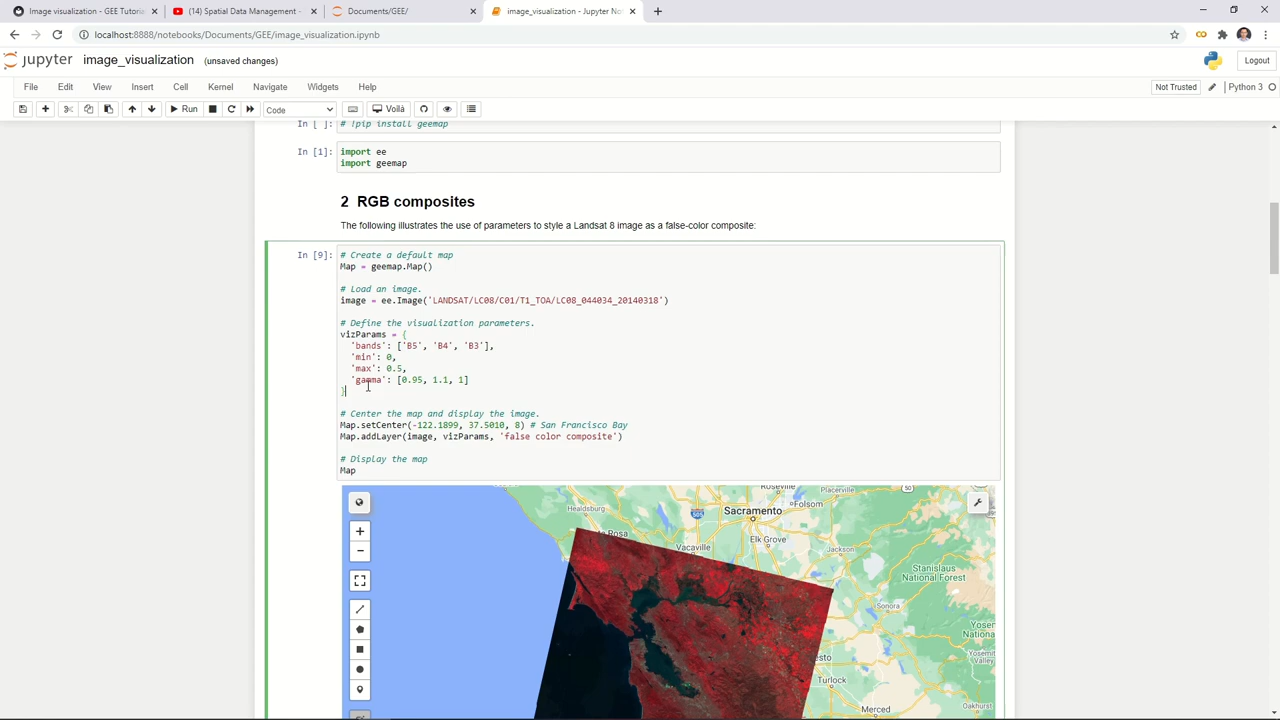 Image visualization - GEE Tutoria
(14) Spatial Data Management -
Documents/GEE/
image_visualization - Jupyter No
localhost:8888/notebooks/Documents/GEE/image_visualization.ipynb
jupyter image_visualization (unsaved changes)
Logout
File Edit View Insert Cell Kernel Navigate Widgets Help
Not Trusted Python 3
Run Code Voilà
In [ ]: # !pip install geemap
In [1]: import ee
import geemap
2 RGB composites
The following illustrates the use of parameters to style a Landsat 8 image as a false-color composite:
In [9]: # Create a default map
Map = geemap.Map()
# Load an image.
image = ee.Image('LANDSAT/LC08/C01/T1_TOA/LC08_044034_20140318')
# Define the visualization parameters.
vizParams = {
'bands': ['B5', 'B4', 'B3'],
'min': 0,
'max': 0.5,
'gamma': [0.95, 1.1, 1]
}
# Center the map and display the image.
Map.setCenter(-122.1899, 37.5010, 8) # San Francisco Bay
Map.addLayer(image, vizParams, 'false color composite')
# Display the map
Map
Roseville
Placerville
50
Healdsburg
Folsom
Sacramento
Rosa
Elk Grove
Vacaville
Jackson
Stanislaus
National Forest
Sonora
Yosemit
Valley
Turlock
Merced
Oakhurst